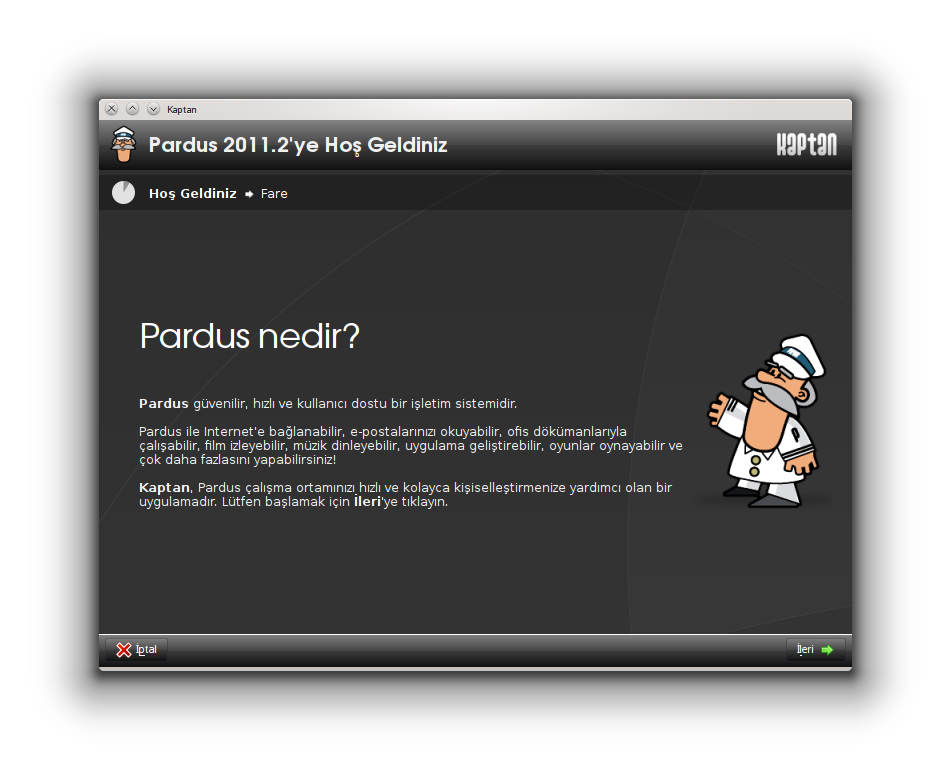 Kaptan
Pardus 2011.2'ye Hoş Geldiniz
kaptan
Hoş Geldiniz Fare
Pardus nedir?
Pardus güvenilir, hızlı ve kullanıcı dostu bir işletim sistemidir.
Pardus ile Internet'e bağlanabilir, e-postalarınızı okuyabilir, ofis dökümanlarıyla
çalışabilir, film izleyebilir, müzik dinleyebilir, uygulama geliştirebilir, oyunlar oynayabilir ve
çok daha fazlasını yapabilirsiniz!
Kaptan, Pardus çalışma ortamınızı hızlı ve kolayca kişiselleştirmenize yardımcı olan bir
uygulamadır. Lütfen başlamak için İleri'ye tıklayın.
P
İptal
İleri